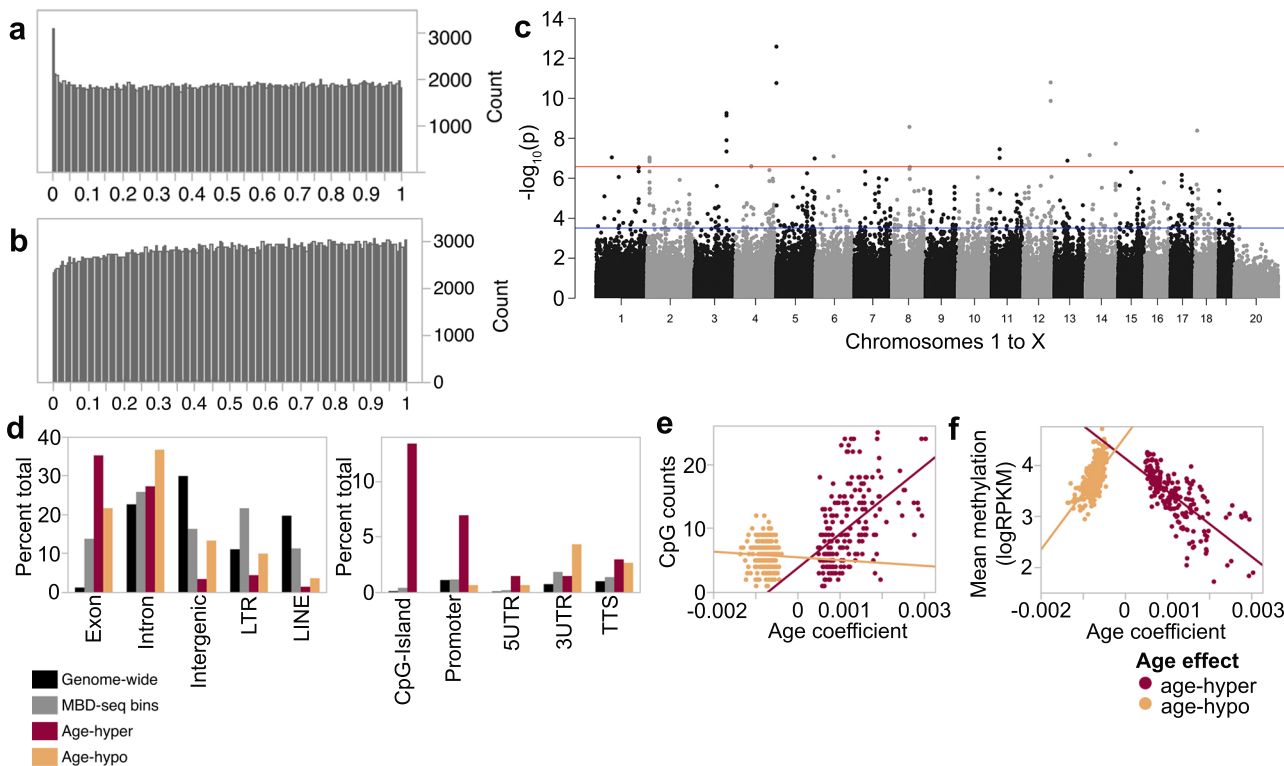 a
3000
2000
1000
Count
0 0.1 0.2 0.3 0.4 0.5 0.6 0.7 0.8 0.9 1
b
3000
2000
1000
0
Count
0 0.1 0.2 0.3 0.4 0.5 0.6 0.7 0.8 0.9 1
c
14
12
10
8
6
4
2
0
-log10(p)
1 2 3 4 5 6 7 8 9 10 11 12 13 14 15 16 17 18 20
Chromosomes 1 to X
d
Percent total
40
30
20
10
0
Exon
Intron
Intergenic
LTR
LINE
Percent total
10
5
0
CpG-Island
Promoter
5UTR
3UTR
TTS
Genome-wide
MBD-seq bins
Age-hyper
Age-hypo
e
CpG counts
20
10
0
-0.002 0 0.001 0.003
Age coefficient
f
Mean methylation
(logRPKM)
4
3
2
-0.002 0 0.001 0.003
Age coefficient
Age effect
age-hyper
age-hypo